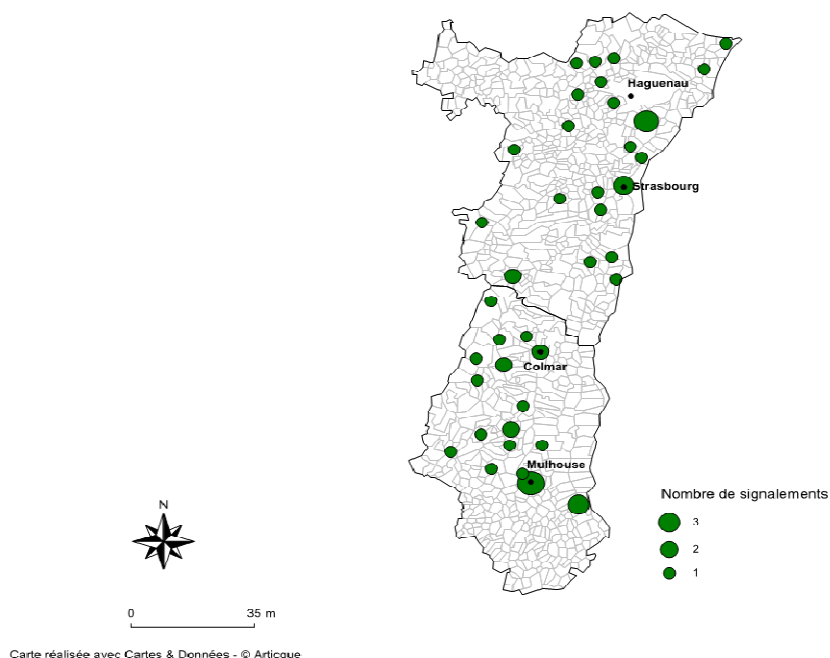 Haguenau
Strasbourg
Colmar
Mulhouse
Nombre de signalements
3
2
1
N
0 35 m
Carte réalisée avec Cartes & Données - © Articque